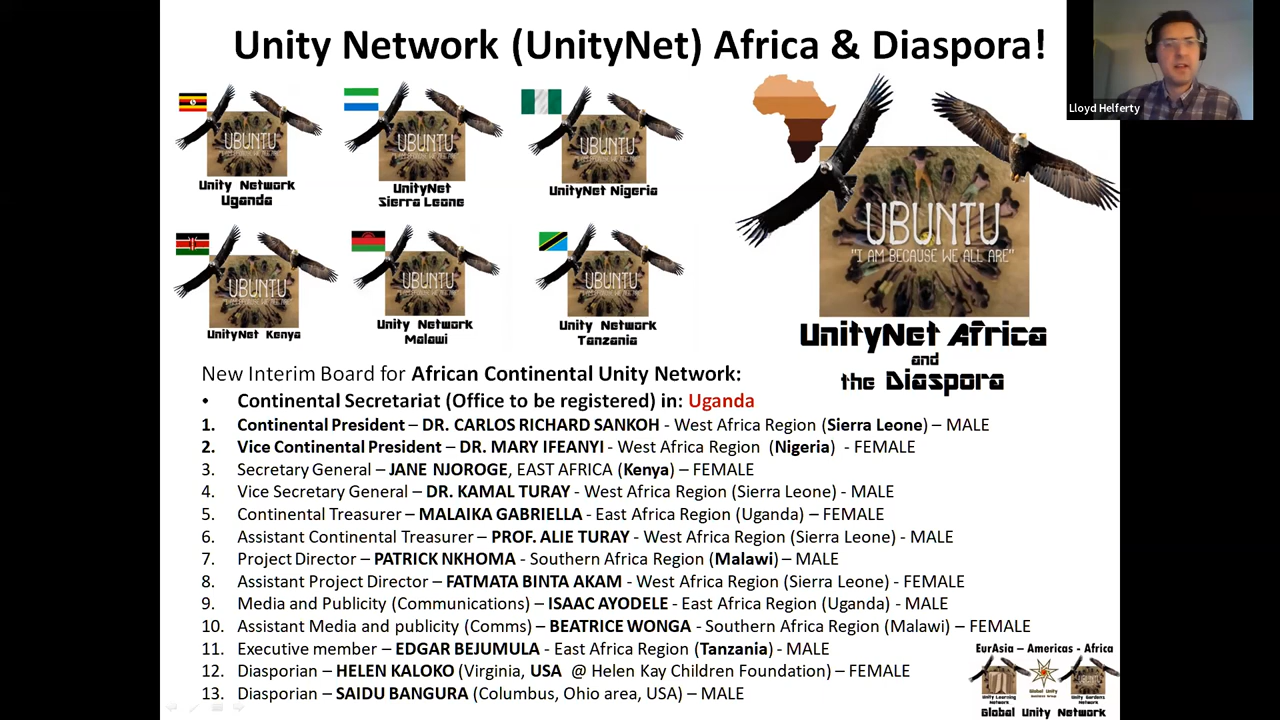 Unity Network (UnityNet) Africa & Diaspora!
Lloyd Helferty
UBUNTU
Unity Network
Uganda
UBUNTU
UnityNet
Sierra Leone
UBUNTU
UnityNet Nigeria
UBUNTU
"I AM BECAUSE WE ALL ARE"
UnityNet Africa
and
the Diaspora
UBUNTU
UnityNet Kenya
UBUNTU
Unity Network
Malawi
UBUNTU
Unity Network
Tanzania
New Interim Board for African Continental Unity Network:
• Continental Secretariat (Office to be registered) in: Uganda
1. Continental President – DR. CARLOS RICHARD SANKOH - West Africa Region (Sierra Leone) – MALE
2. Vice Continental President – DR. MARY IFEANYI - West Africa Region (Nigeria) - FEMALE
3. Secretary General – JANE NJOROGE, EAST AFRICA (Kenya) – FEMALE
4. Vice Secretary General – DR. KAMAL TURAY - West Africa Region (Sierra Leone) - MALE
5. Continental Treasurer – MALAIKA GABRIELLA - East Africa Region (Uganda) – FEMALE
6. Assistant Continental Treasurer – PROF. ALIE TURAY - West Africa Region (Sierra Leone) - MALE
7. Project Director – PATRICK NKHOMA - Southern Africa Region (Malawi) – MALE
8. Assistant Project Director – FATMATA BINTA AKAM - West Africa Region (Sierra Leone) - FEMALE
9. Media and Publicity (Communications) – ISAAC AYODELE - East Africa Region (Uganda) - MALE
10. Assistant Media and publicity (Comms) – BEATRICE WONGA - Southern Africa Region (Malawi) – FEMALE
11. Executive member – EDGAR BEJUMULA - East Africa Region (Tanzania) - MALE
12. Diasporian – HELEN KALOKO (Virginia, USA @ Helen Kay Children Foundation) – FEMALE
13. Diasporian – SAIDU BANGURA (Columbus, Ohio area, USA) – MALE
EurAsia – Americas - Africa
Unity Learning
Network
Global Unity
UBUNTU
Unity Gardens
Network
Global Unity Network